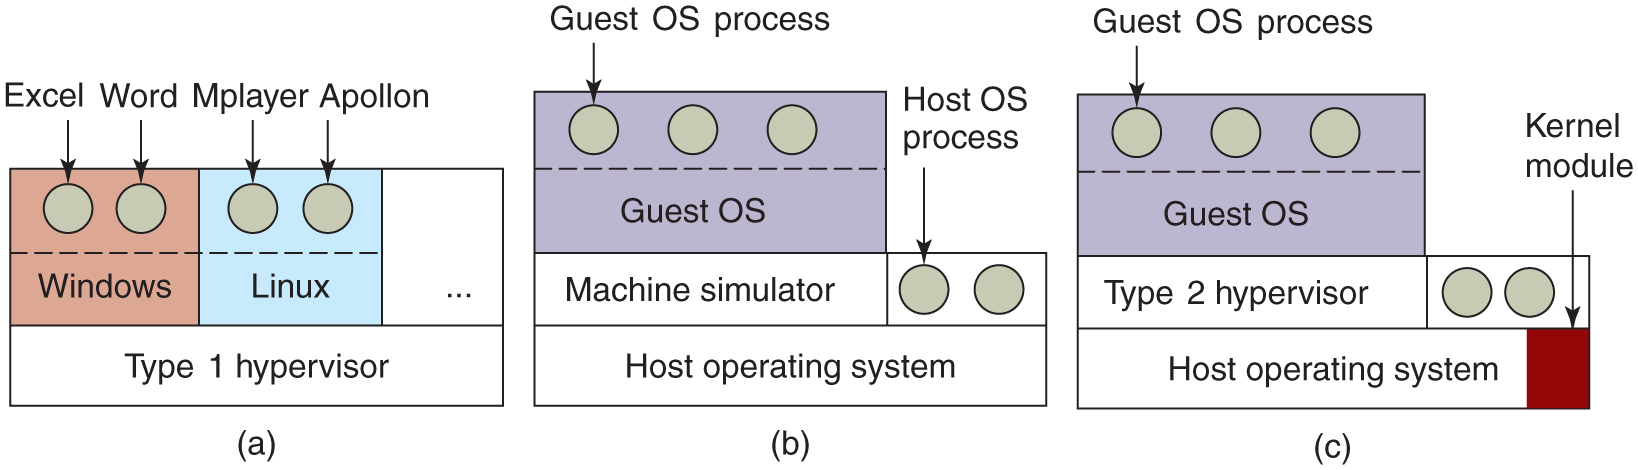 Excel Word Mplayer Apollon
Windows Linux ...
Type 1 hypervisor
(a)
Guest OS process
Host OS
process
Guest OS
Machine simulator
Host operating system
(b)
Guest OS process
Kernel
module
Guest OS
Type 2 hypervisor
Host operating system
(c)